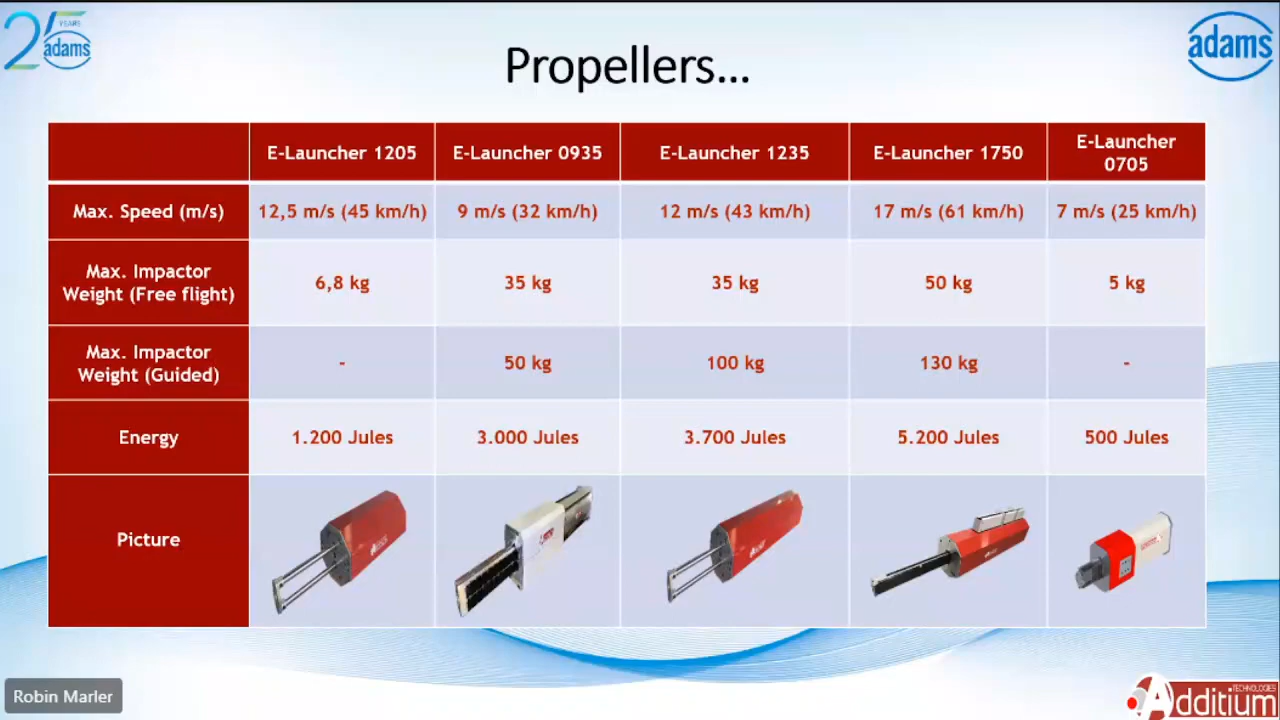 25 YEARS
adams
adams
Propellers...
E-Launcher 1205
E-Launcher 0935
E-Launcher 1235
E-Launcher 1750
E-Launcher
0705
Max. Speed (m/s)
12,5 m/s (45 km/h)
9 m/s (32 km/h)
12 m/s (43 km/h)
17 m/s (61 km/h)
7 m/s (25 km/h)
Max. Impactor
Weight (Free flight)
6,8 kg
35 kg
35 kg
50 kg
5 kg
Max. Impactor
Weight (Guided)
-
50 kg
100 kg
130 kg
-
Energy
1.200 Jules
3.000 Jules
3.700 Jules
5.200 Jules
500 Jules
Picture
Robin Marler
Additium
TECHNOLOGIES